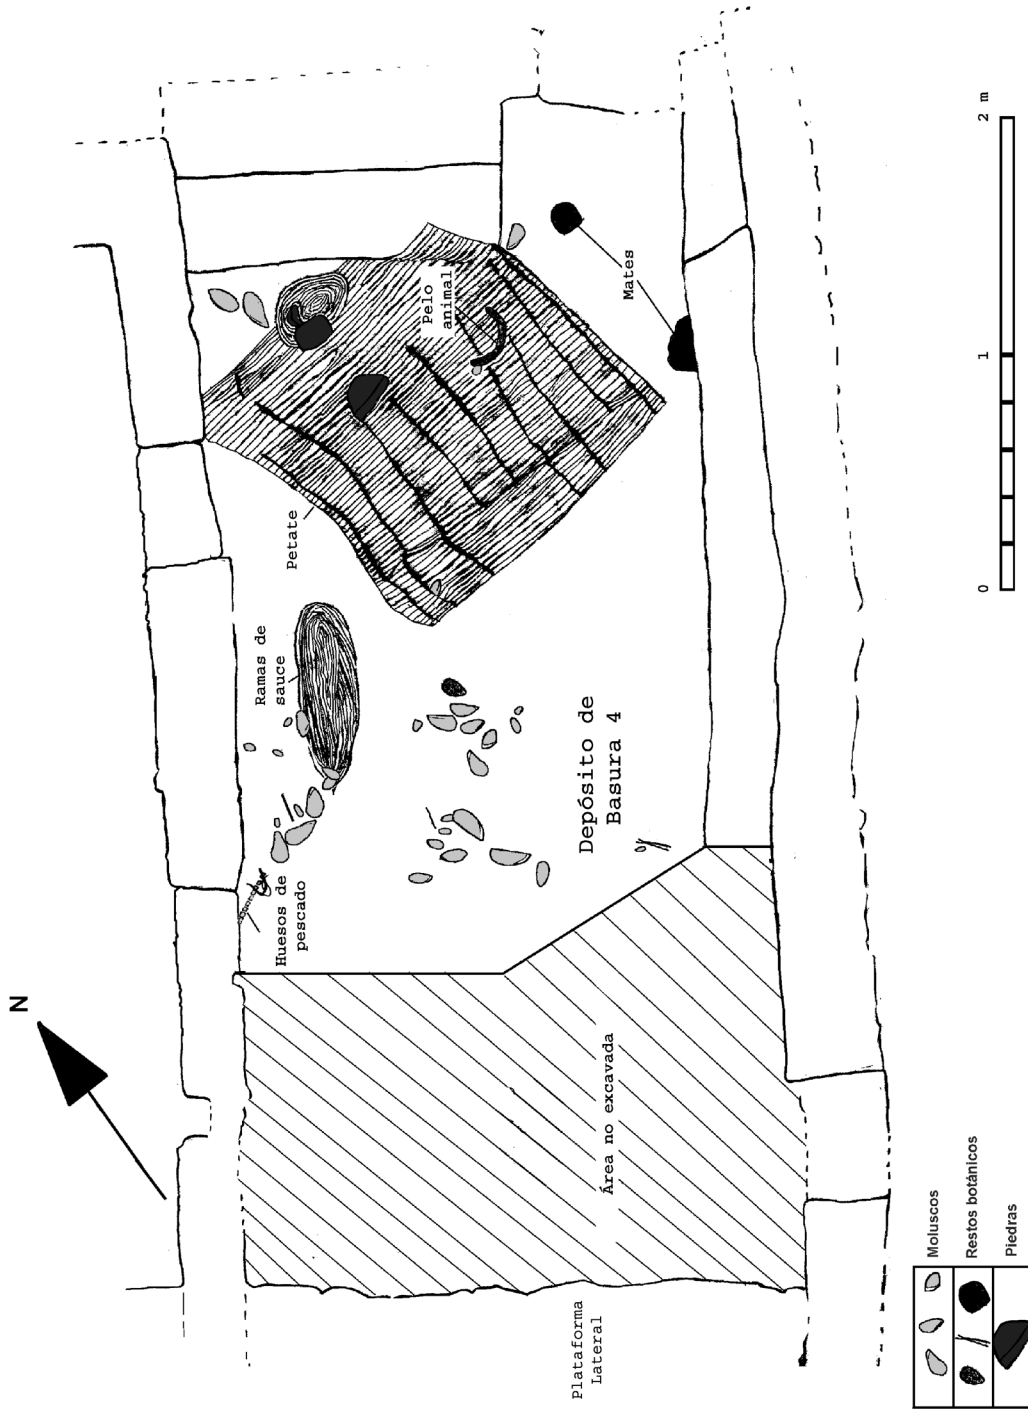 N
Huesos de
pescado
Ramas de
sauce
Petate
Pelo
animal
Mates
Depósito de
Basura 4
Área no excavada
Plataforma
Lateral
0 1 2 m
Moluscos
Restos botánicos
Piedras